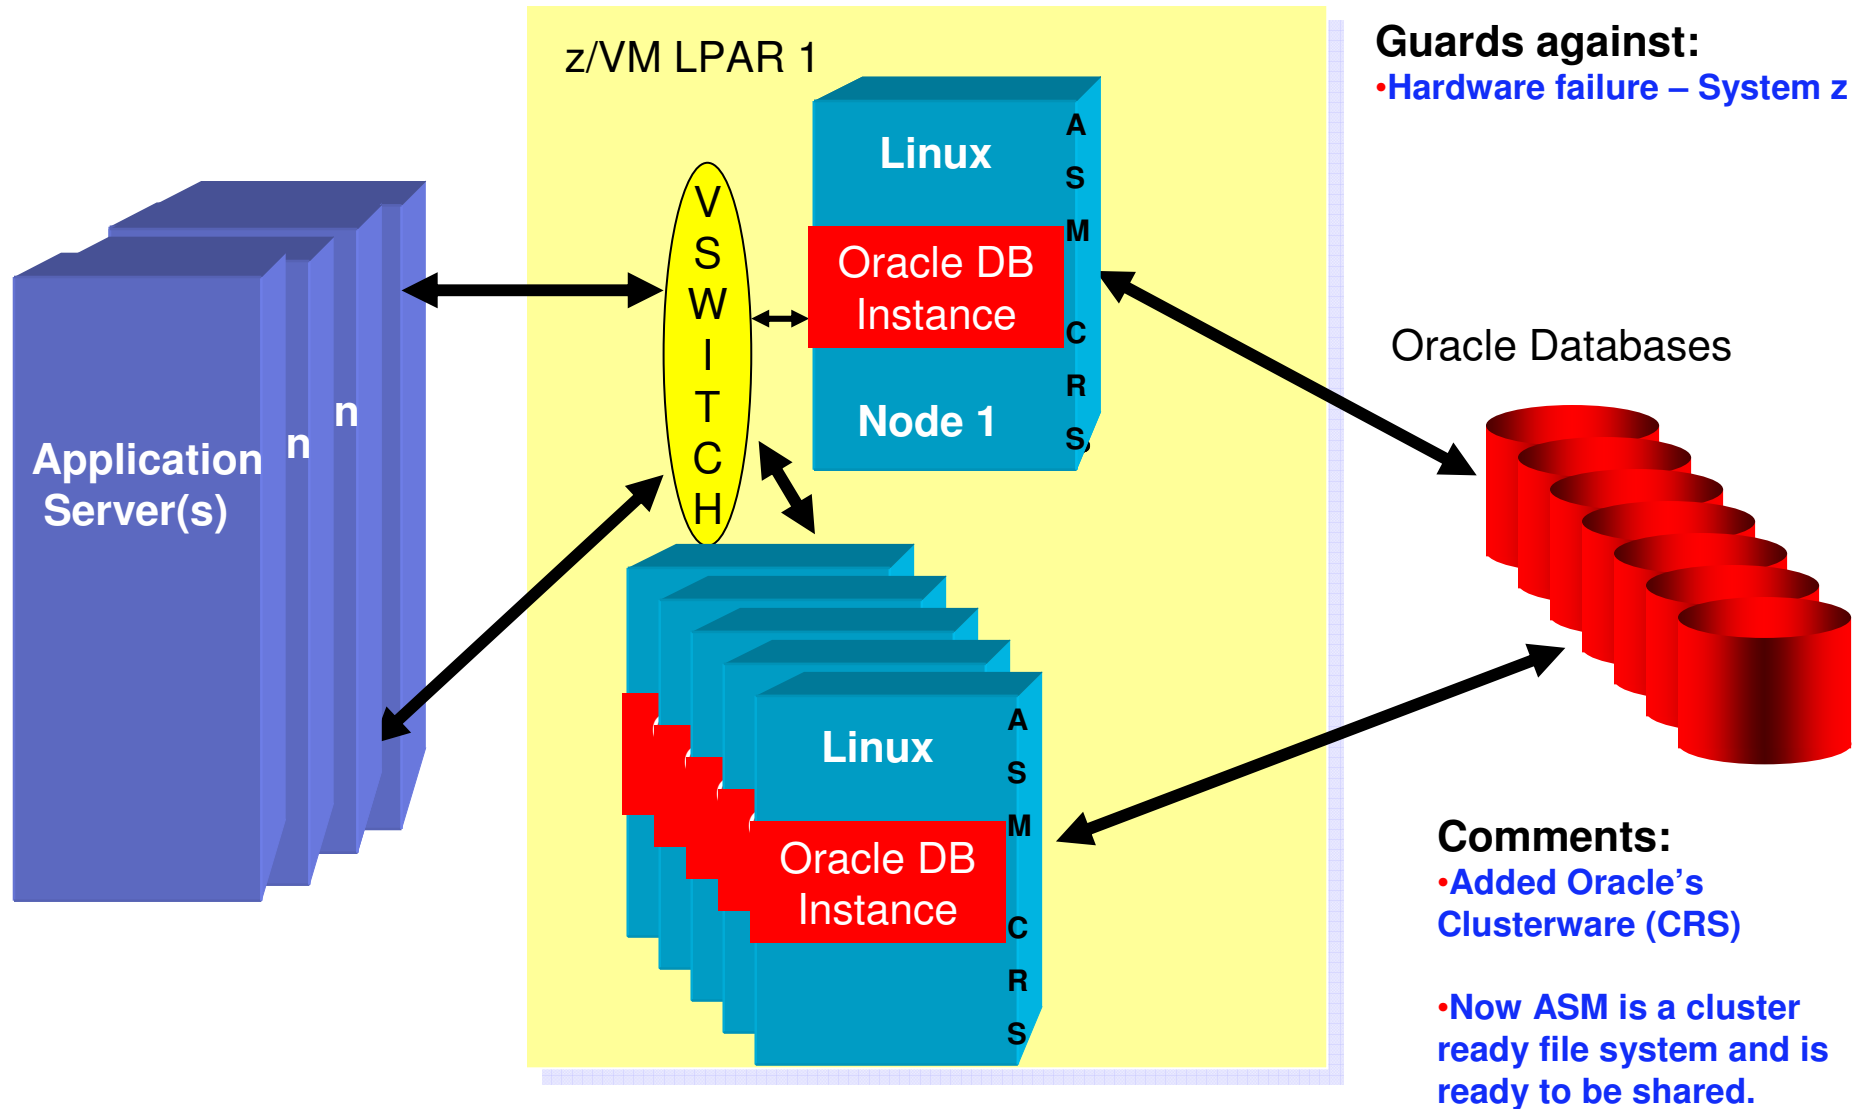 z/VM LPAR 1
Guards against:
•Hardware failure – System z
Linux
A
S
M
C
R
S
Oracle DB
Instance
Node 1
V
S
W
I
T
C
H
Oracle Databases
n
n
Application
Server(s)
Linux
A
S
M
C
R
S
Oracle DB
Instance
Comments:
•Added Oracle’s
Clusterware (CRS)
•Now ASM is a cluster
ready file system and is
ready to be shared.